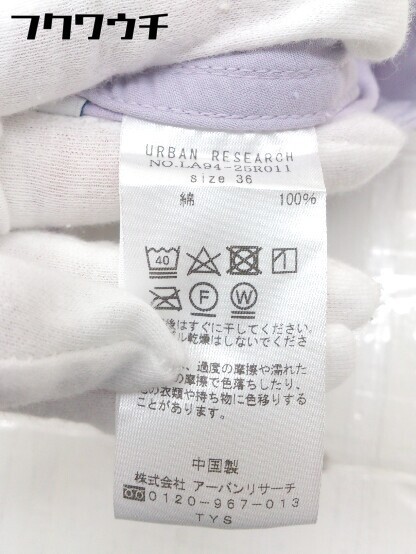 フクワウチ
URBAN RESEARCH
NO.LA94-25R011
size 36
綿 100%
40
F W
後はすぐに干してください。
ル乾燥はしないでくださ
、過度の摩擦や濡れた
の摩擦で色落ちしたり、
の衣類や持ち物に色移りする
ことがあります。
中国製
株式会社 アーバンリサーチ
0120-967-013
TYS